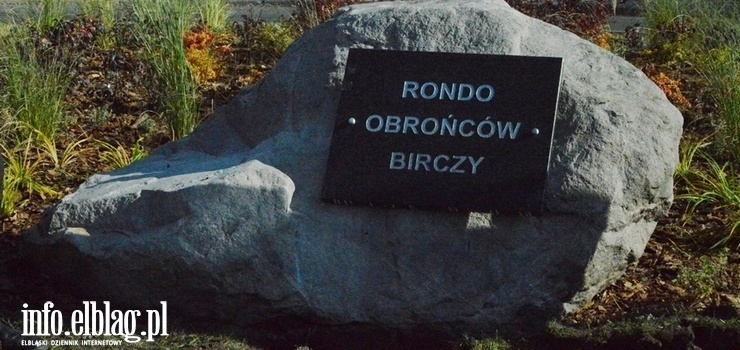 RONDO
OBROŃCÓW
BIRCZY
info.elblag.pl
ELBLĄSKI DZIENNIK INTERNETOWY